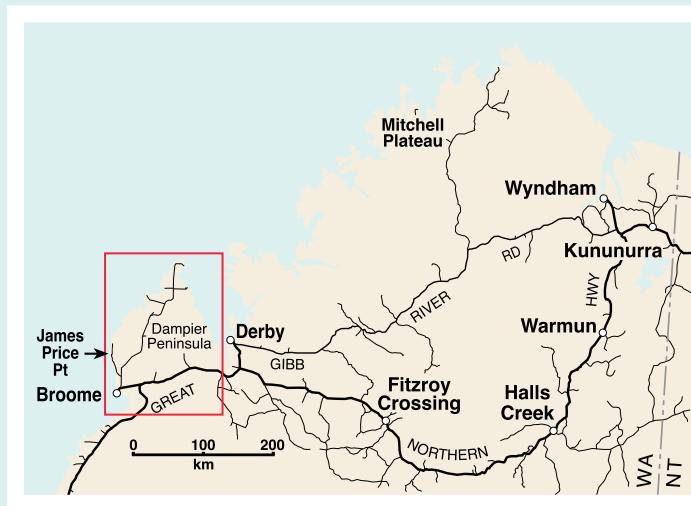 Mitchell
Plateau
Wyndham
Kununurra
RD
HWY
RIVER
Dampier
Peninsula
Derby
Warmun
James
Price
Pt
GIBB
Broome
GREAT
Fitzroy
Crossing
Halls
Creek
NORTHERN
0 100 200
km
WA
NT